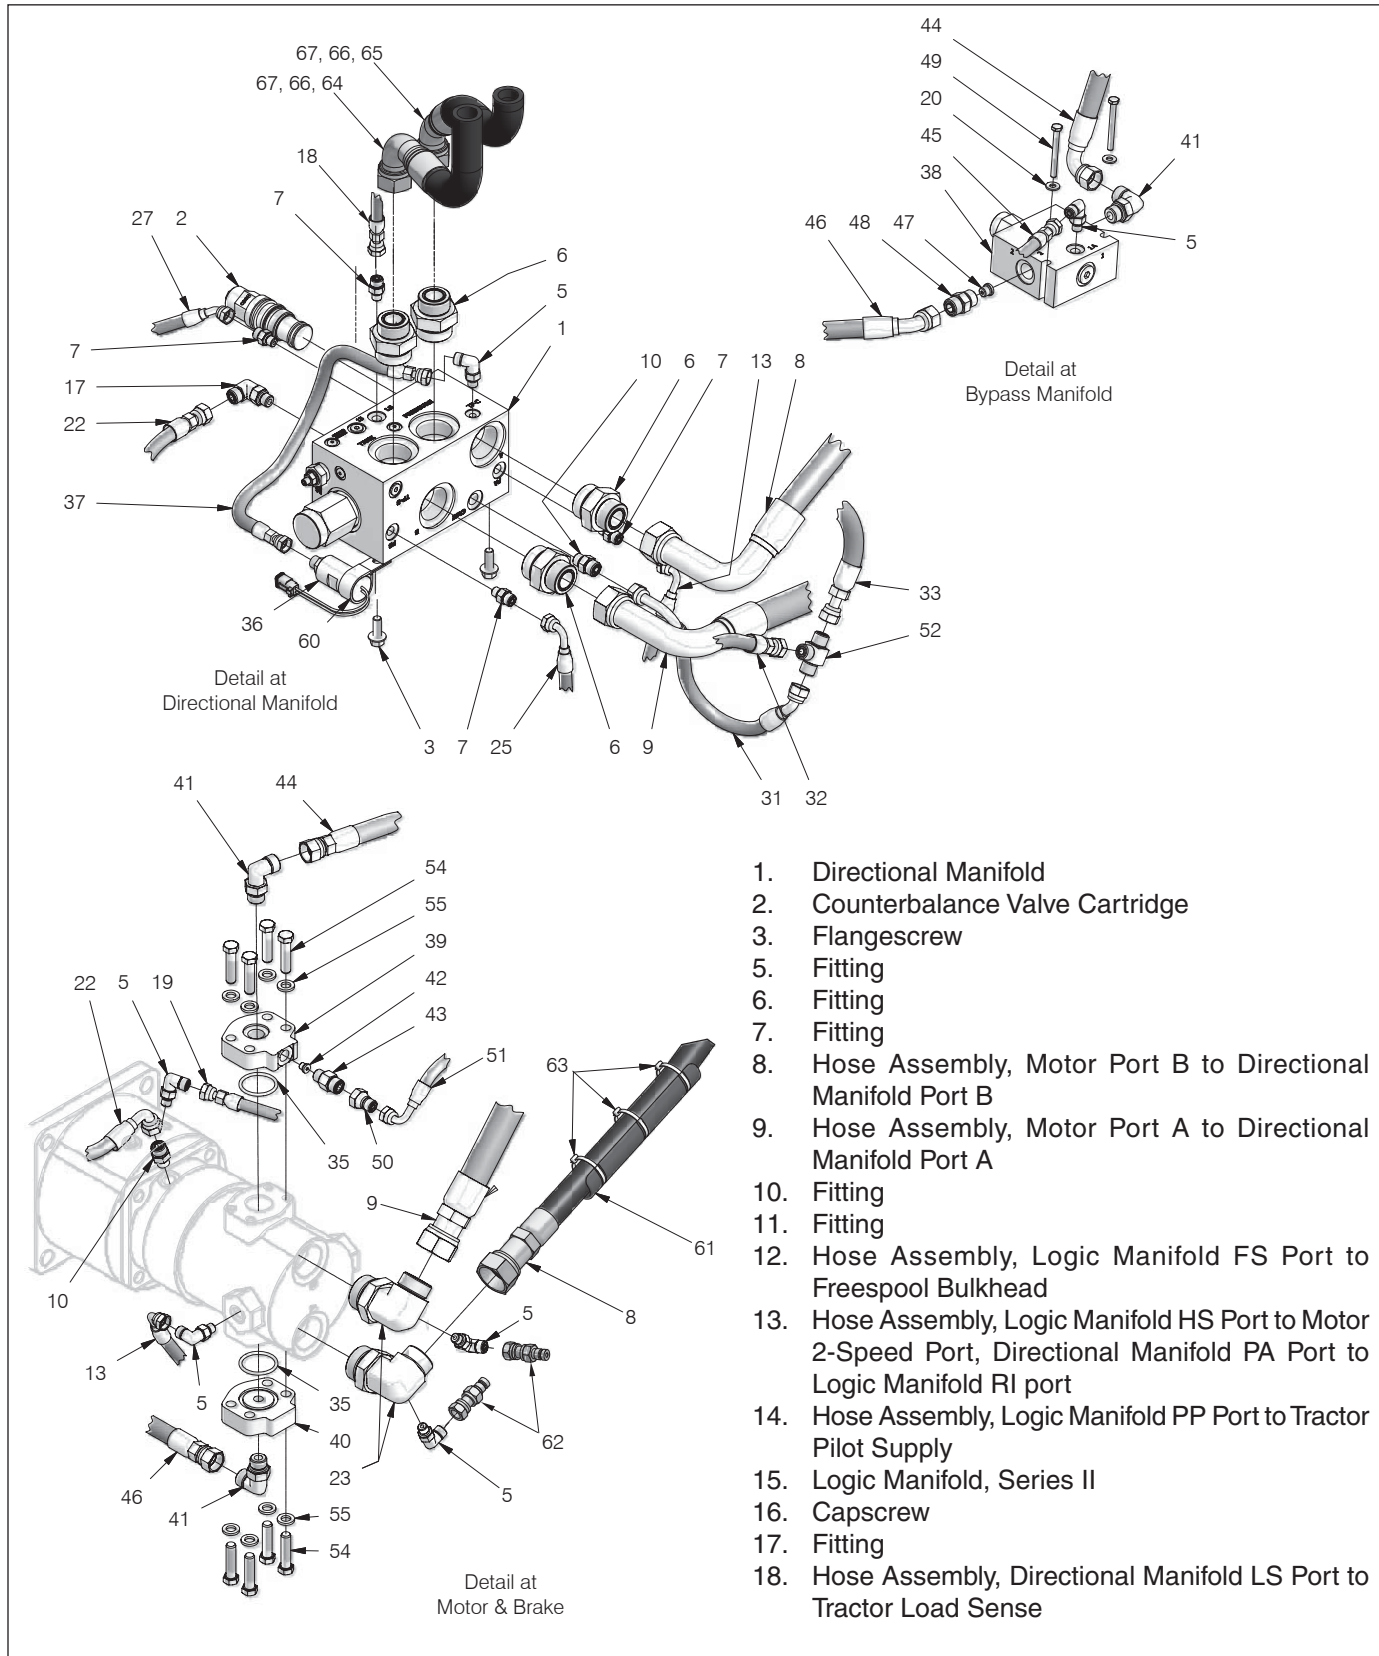 67, 66, 65
67, 66, 64
18
7
27 2
6
5
1
7
17
22
37
10 6 7 13 8
36
60
33
52
Detail at
Directional Manifold
3 7 25 6 9
31 32
44
49
20
45
38
41
46 48 47
5
Detail at
Bypass Manifold
41 44
54
55
39
42
43
22 5 19
51
63
35
50
9
61
10
8
5
13
5
35
40
62
23
5
46
41
55
54
Detail at
Motor & Brake
1. Directional Manifold
2. Counterbalance Valve Cartridge
3. Flangescrew
5. Fitting
6. Fitting
7. Fitting
8. Hose Assembly, Motor Port B to Directional
Manifold Port B
9. Hose Assembly, Motor Port A to Directional
Manifold Port A
10. Fitting
11. Fitting
12. Hose Assembly, Logic Manifold FS Port to
Freespool Bulkhead
13. Hose Assembly, Logic Manifold HS Port to Motor
2-Speed Port, Directional Manifold PA Port to
Logic Manifold RI port
14. Hose Assembly, Logic Manifold PP Port to Tractor
Pilot Supply
15. Logic Manifold, Series II
16. Capscrew
17. Fitting
18. Hose Assembly, Directional Manifold LS Port to
Tractor Load Sense